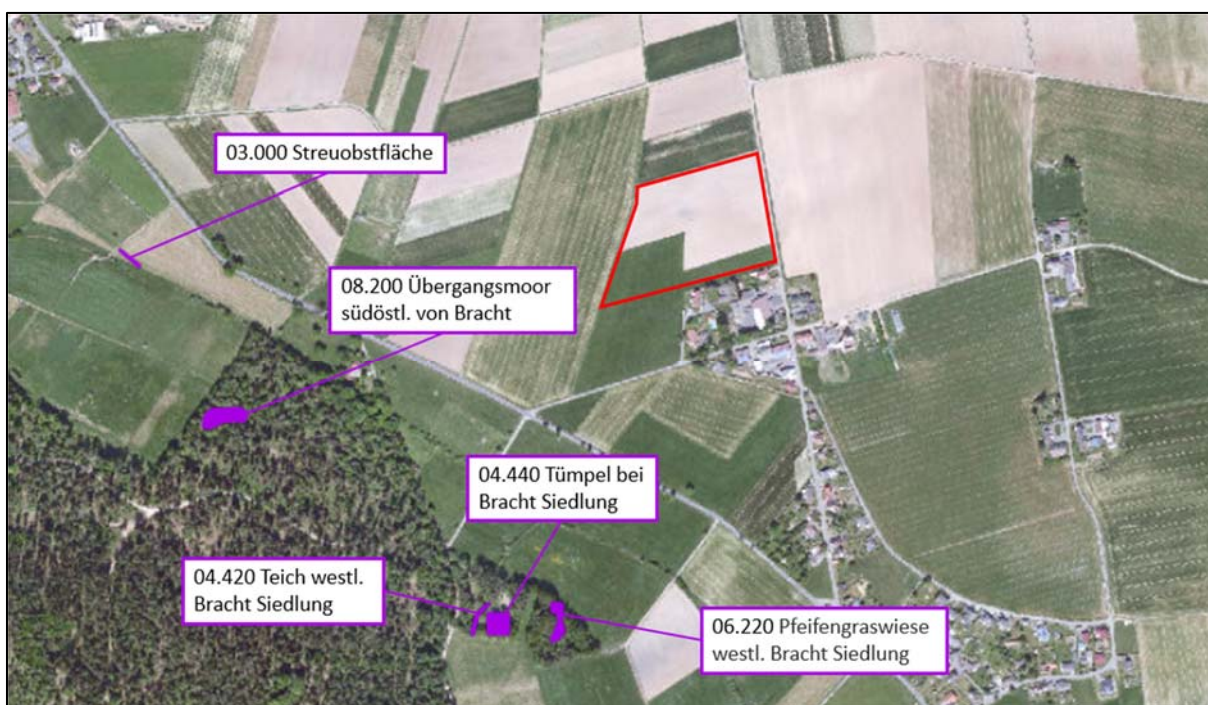 03.000 Streuobstfläche
08.200 Übergangsmoor
südöstl. von Bracht
04.440 Tümpel bei
Bracht Siedlung
04.420 Teich westl.
Bracht Siedlung
06.220 Pfeifengraswiese
westl. Bracht Siedlung